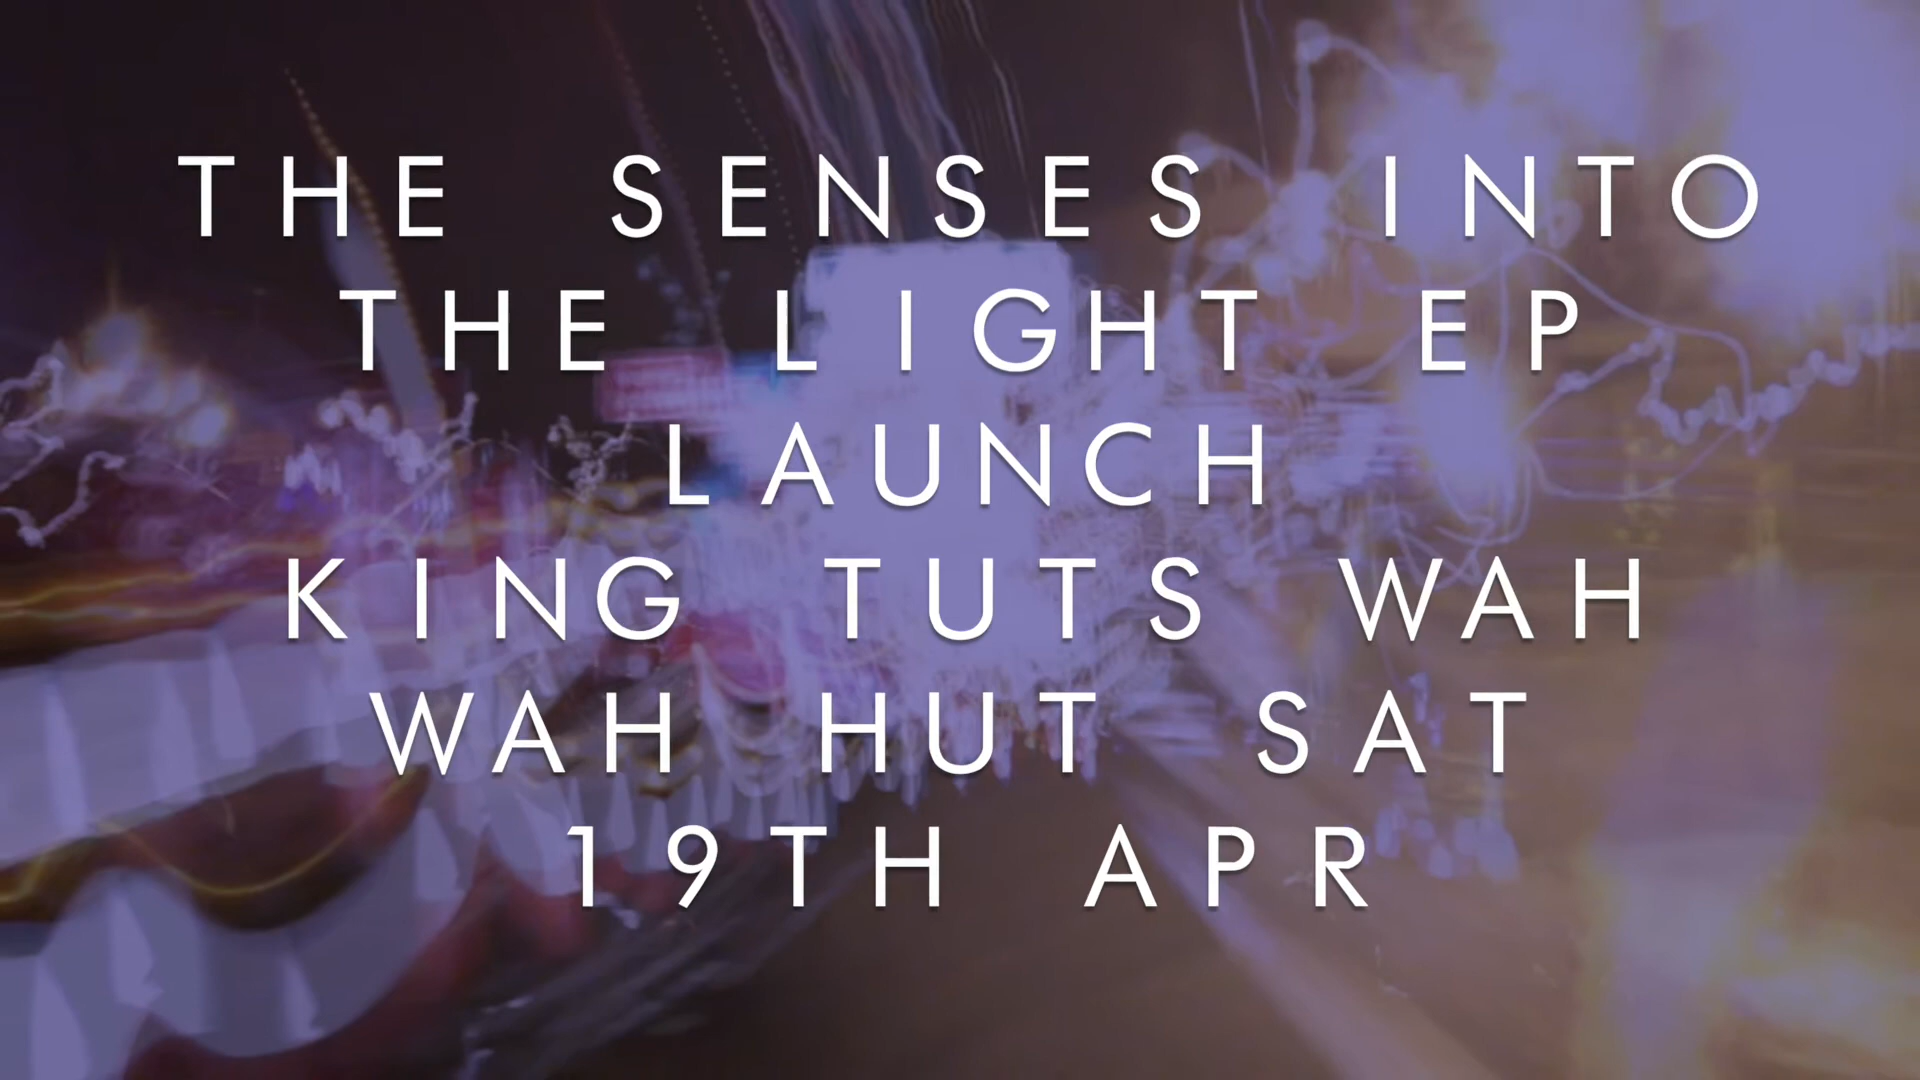 THE SENSES INTO
THE LIGHT EP
LAUNCH
KING TUTS WAH
WAH HUT SAT
19TH APR